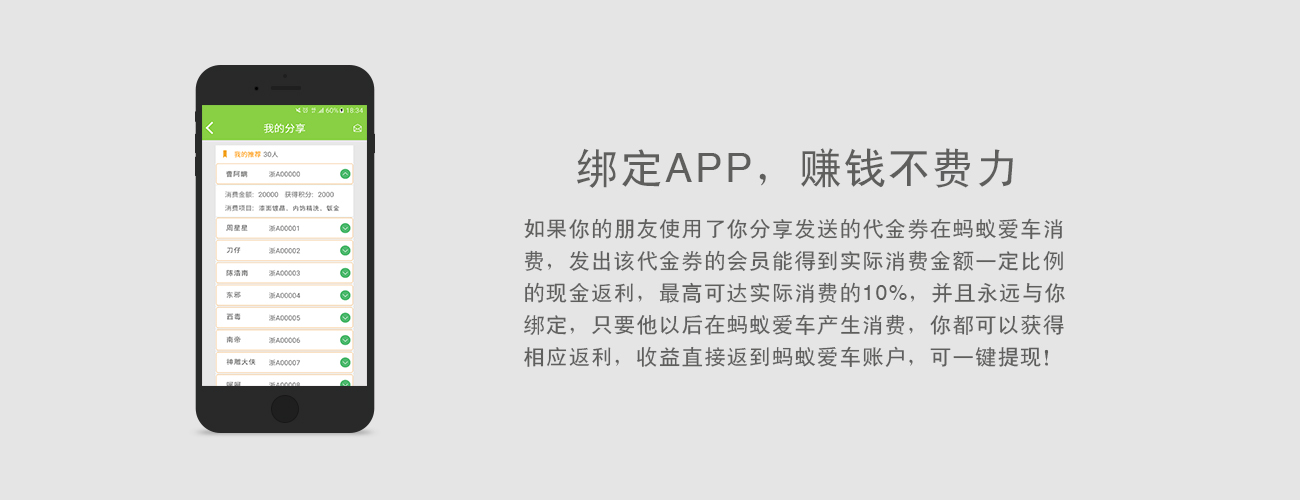 60% 18:34
我的分享
我的推荐 30人
浙A00000
消费金额：20000 获得积分：2000
消费项目：漆面镀晶、内饰精洗、钣金
周星星 浙A00001
刀仔 浙A00002
陈浩南 浙A00003
东邪 浙A00004
西毒 浙A00005
南帝 浙A00006
神雕大侠 浙A00007
浙A00008
绑定APP，赚钱不费力
如果你的朋友使用了你分享发送的代金券在蚂蚁爱车消
费，发出该代金券的会员能得到实际消费金额一定比例
的现金返利，最高可达实际消费的10%，并且永远与你
绑定，只要他以后在蚂蚁爱车产生消费，你都可以获得
相应返利，收益直接返到蚂蚁爱车账户，可一键提现！